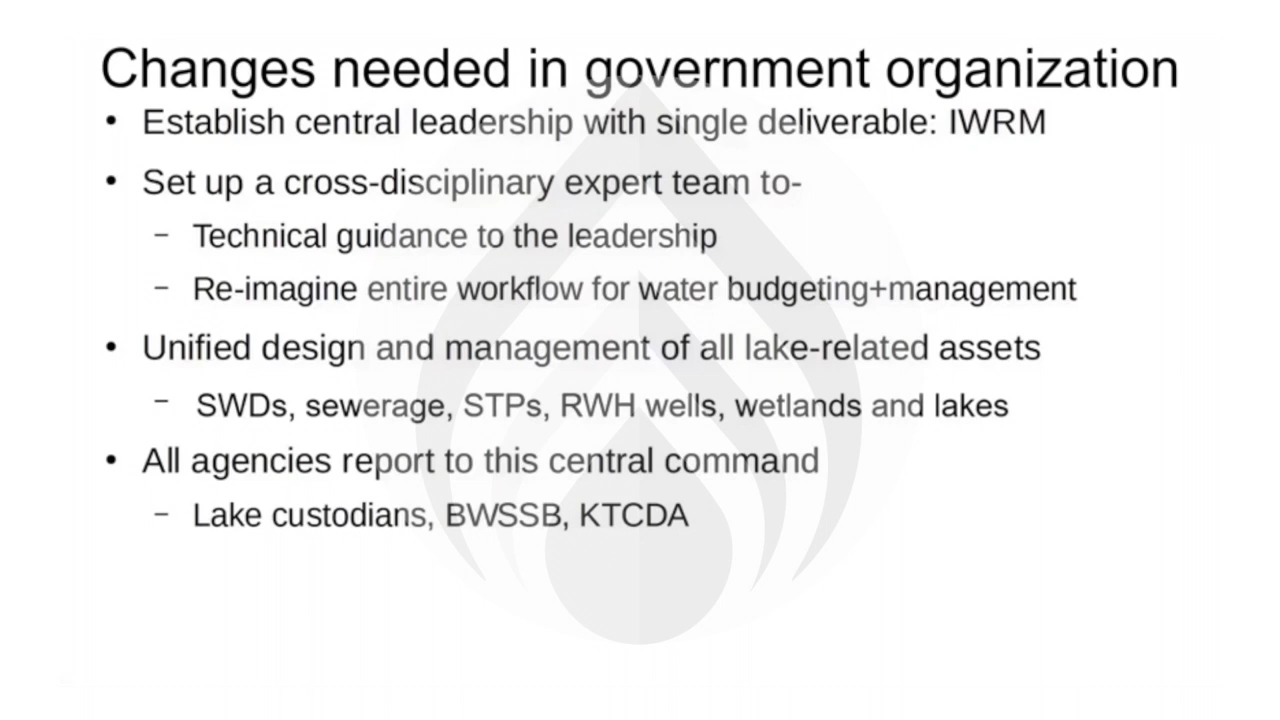 Changes needed in government organization
• Establish central leadership with single deliverable: IWRM
• Set up a cross-disciplinary expert team to-
– Technical guidance to the leadership
– Re-imagine entire workflow for water budgeting+management
• Unified design and management of all lake-related assets
– SWDs, sewerage, STPs, RWH wells, wetlands and lakes
• All agencies report to this central command
– Lake custodians, BWSSB, KTCDA